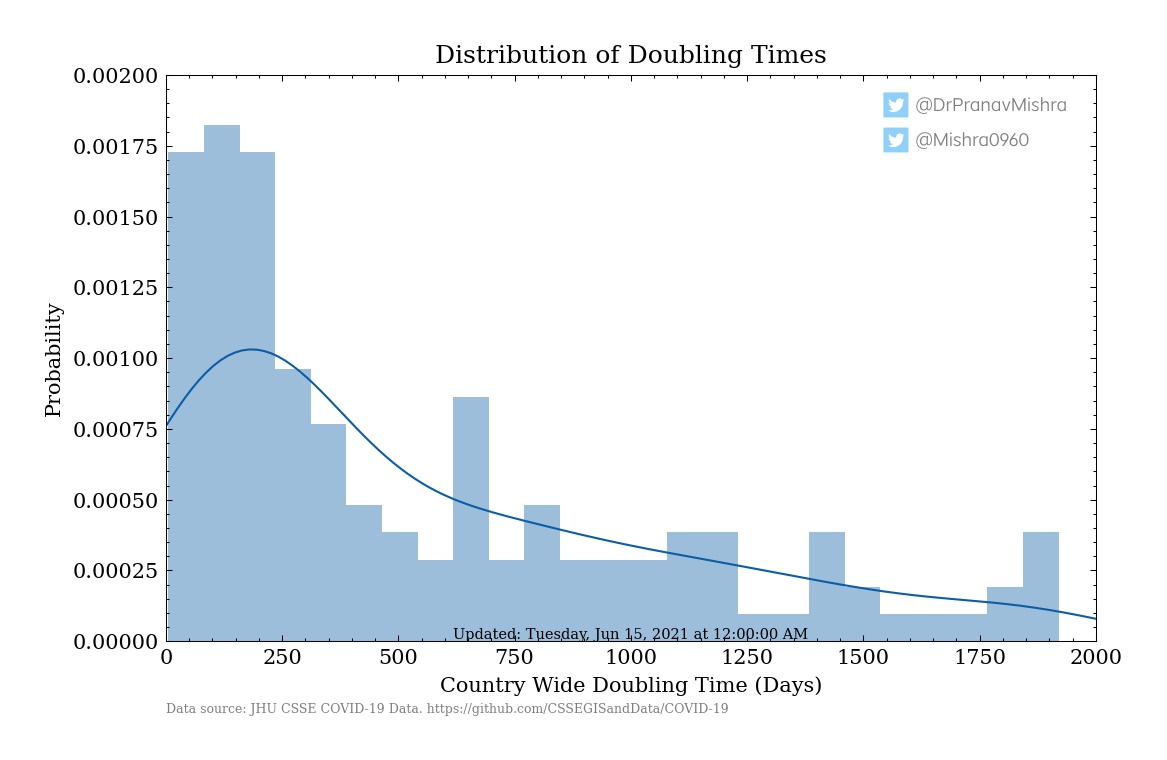 Distribution of Doubling Times
@DrPranavMishra
@Mishra0960
0.00200
0.00175
0.00150
0.00125
0.00100
0.00075
0.00050
0.00025
0.00000
Probability
Updated: Tuesday, Jun 15, 2021 at 12:00:00 AM
0 250 500 750 1000 1250 1500 1750 2000
Country Wide Doubling Time (Days)
Data source: JHU CSSE COVID-19 Data. https://github.com/CSSEGISandData/COVID-19